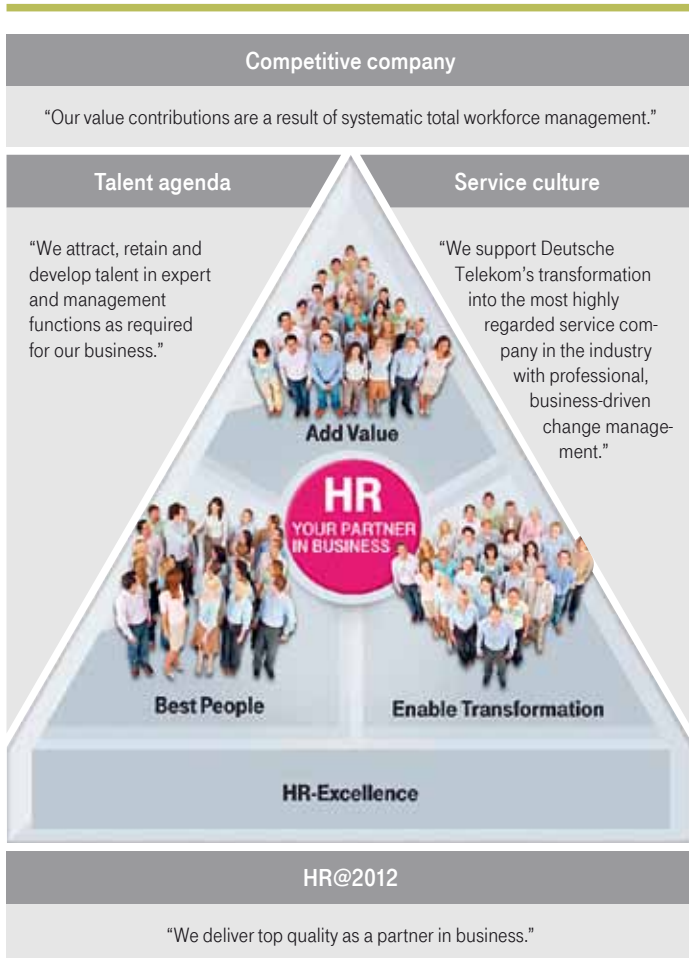 Competitive company
“Our value contributions are a result of systematic total workforce management.”
Talent agenda
“We attract, retain and
develop talent in expert
and management
functions as required
for our business.”
Service culture
“We support Deutsche
Telekom’s transformation
into the most highly
regarded service com-
pany in the industry
with professional,
business-driven
change manage-
ment.”
Add Value
HR
YOUR PARTNER
IN BUSINESS
Best People
Enable Transformation
HR-Excellence
HR@2012
“We deliver top quality as a partner in business.”